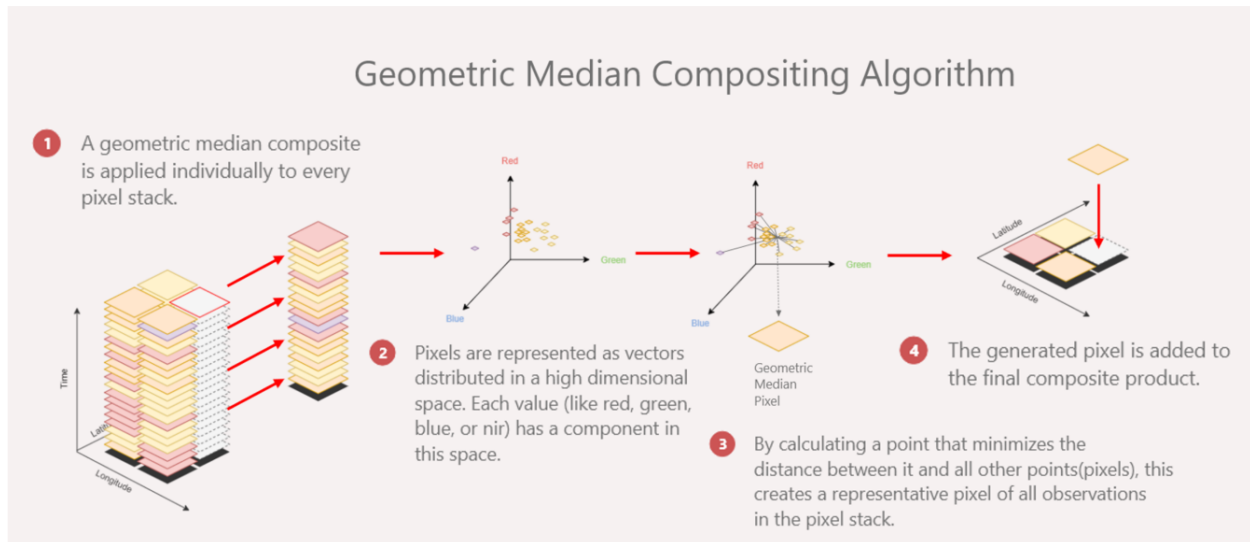 Geometric Median Compositing Algorithm
1
A geometric median composite
is applied individually to every
pixel stack.
Time
Longitude
Red
Green
Blue
2
Pixels are represented as vectors
distributed in a high dimensional
space. Each value (like red, green,
blue, or nir) has a component in
this space.
Red
Green
Blue
Geometric
Median
Pixel
3
By calculating a point that minimizes the
distance between it and all other points(pixels), this
creates a representative pixel of all observations
in the pixel stack.
Latitude
Longitude
4
The generated pixel is added to
the final composite product.